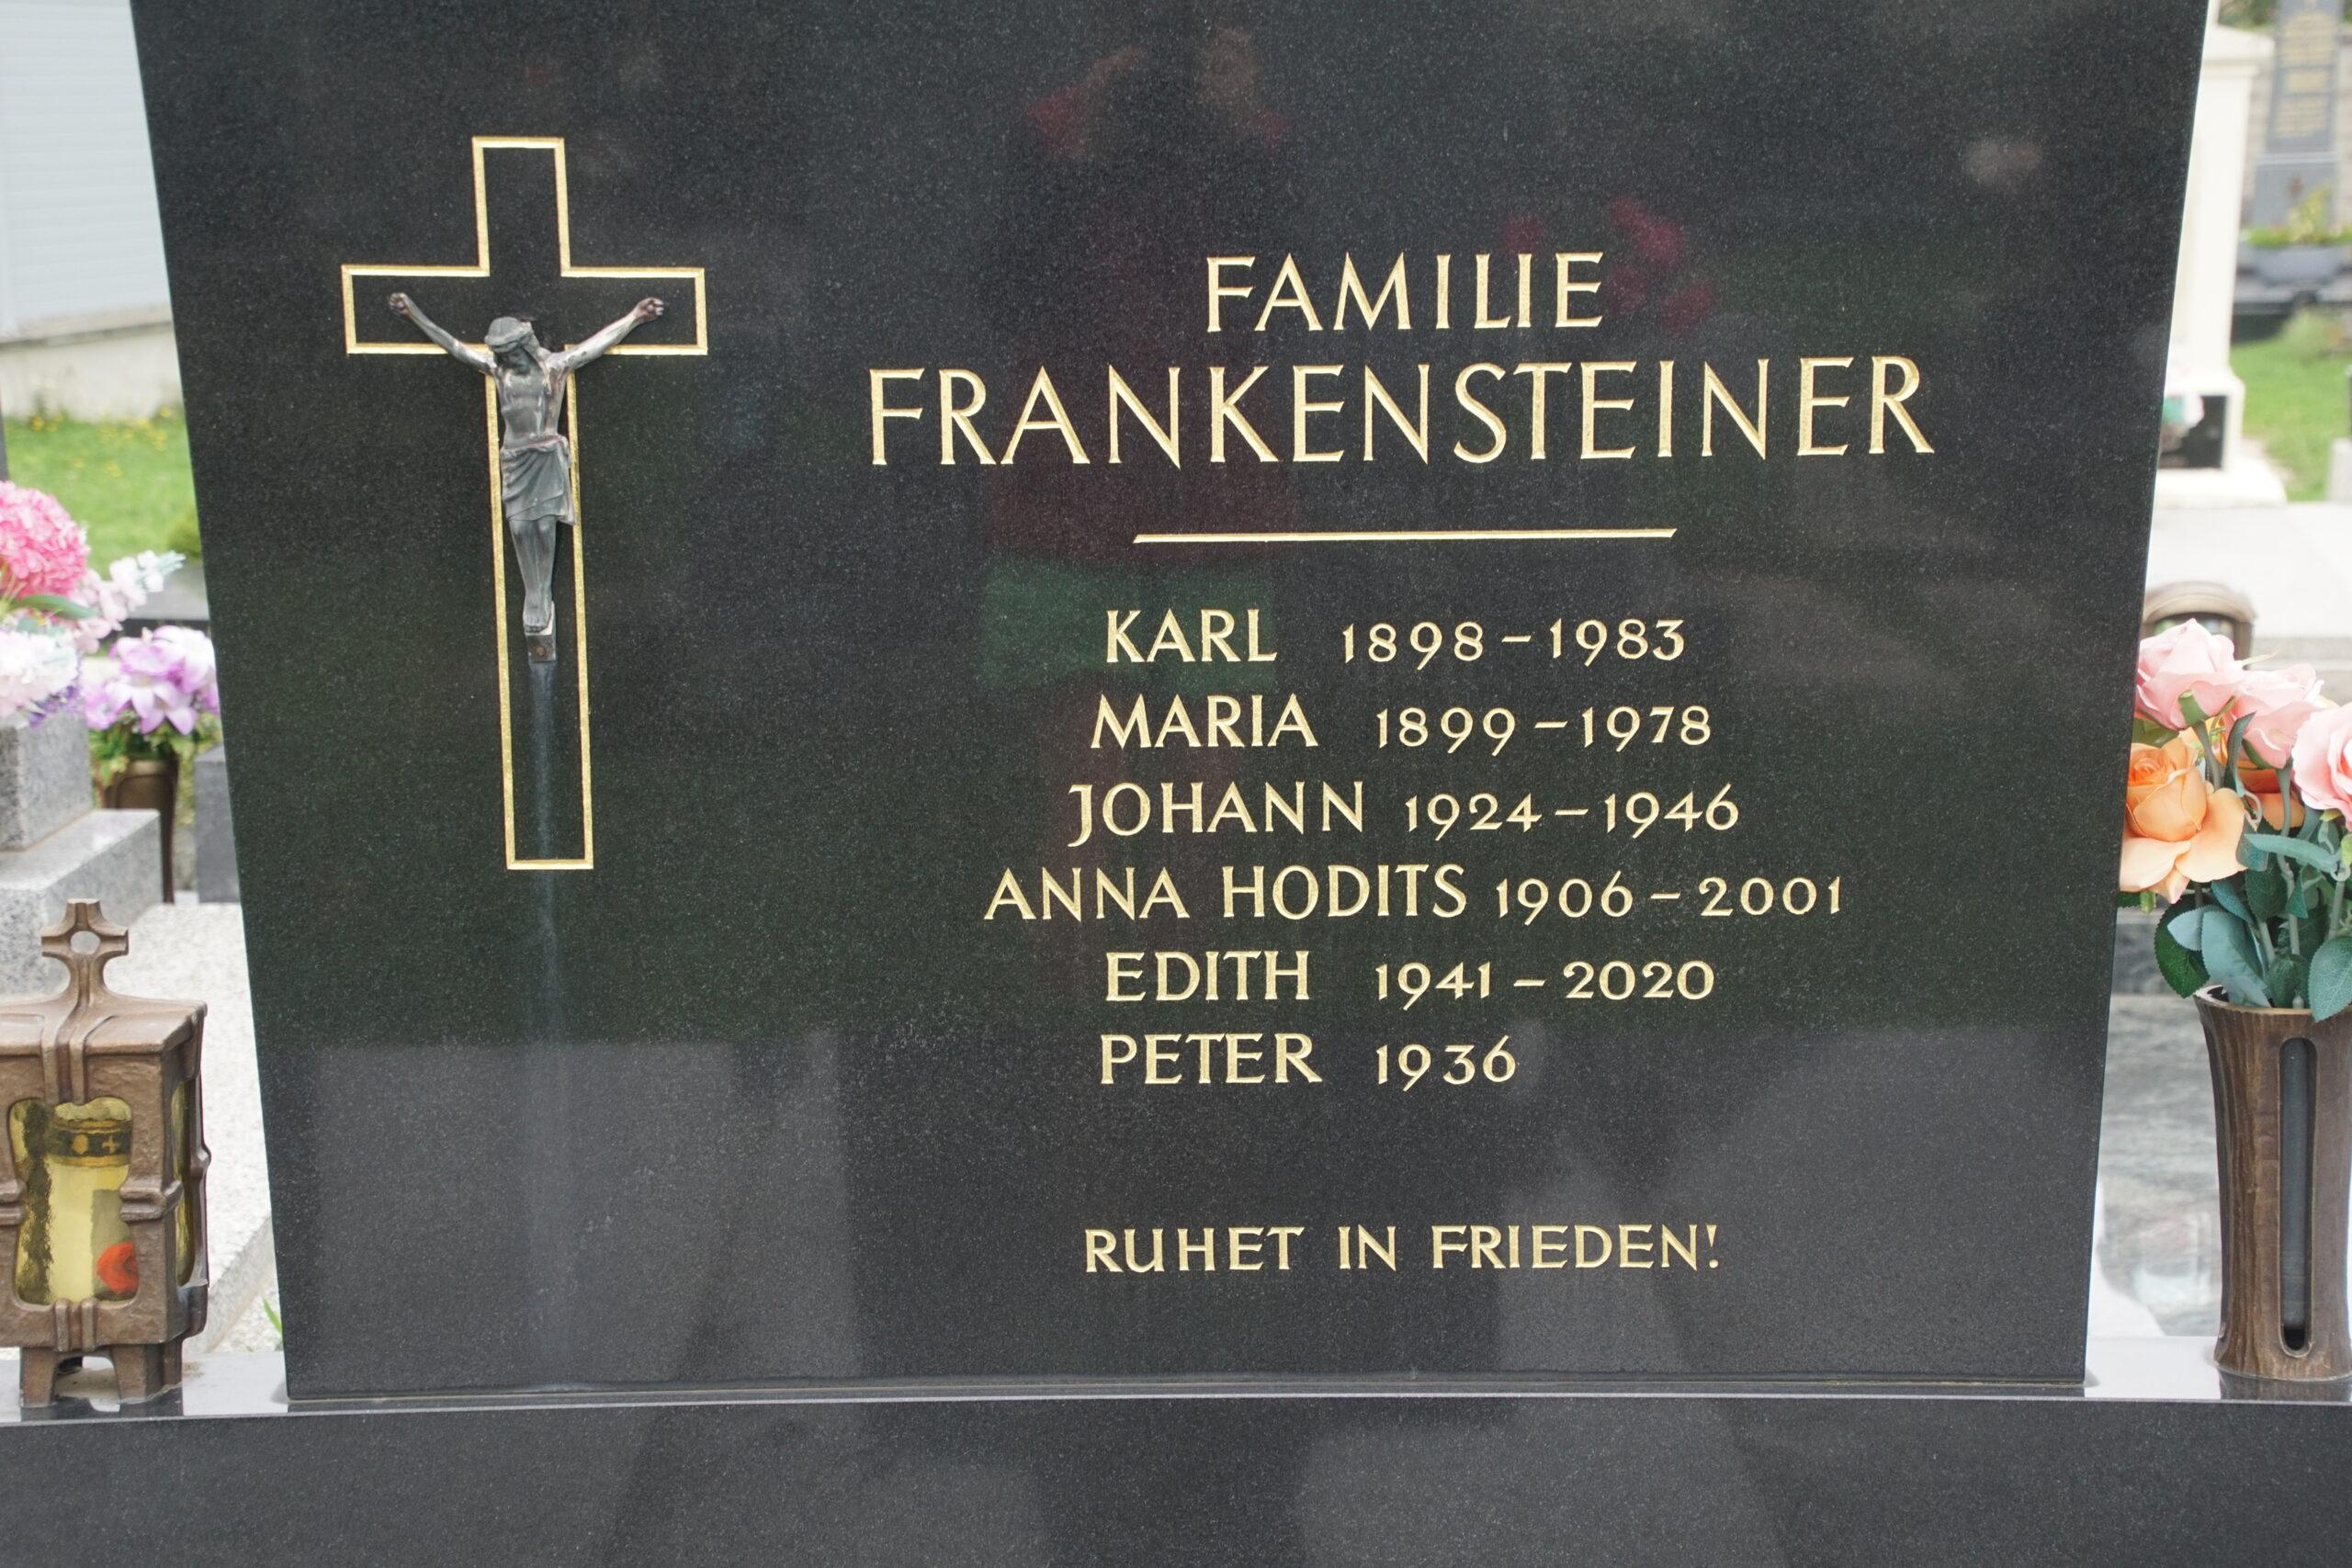 FAMILIE
FRANKENSTEINER
KARL 1898-1983
MARIA 1899-1978
JOHANN 1924-1946
ANNA HODITS 1906-2001
EDITH 1941-2020
PETER 1936
RUHET IN FRIEDEN!